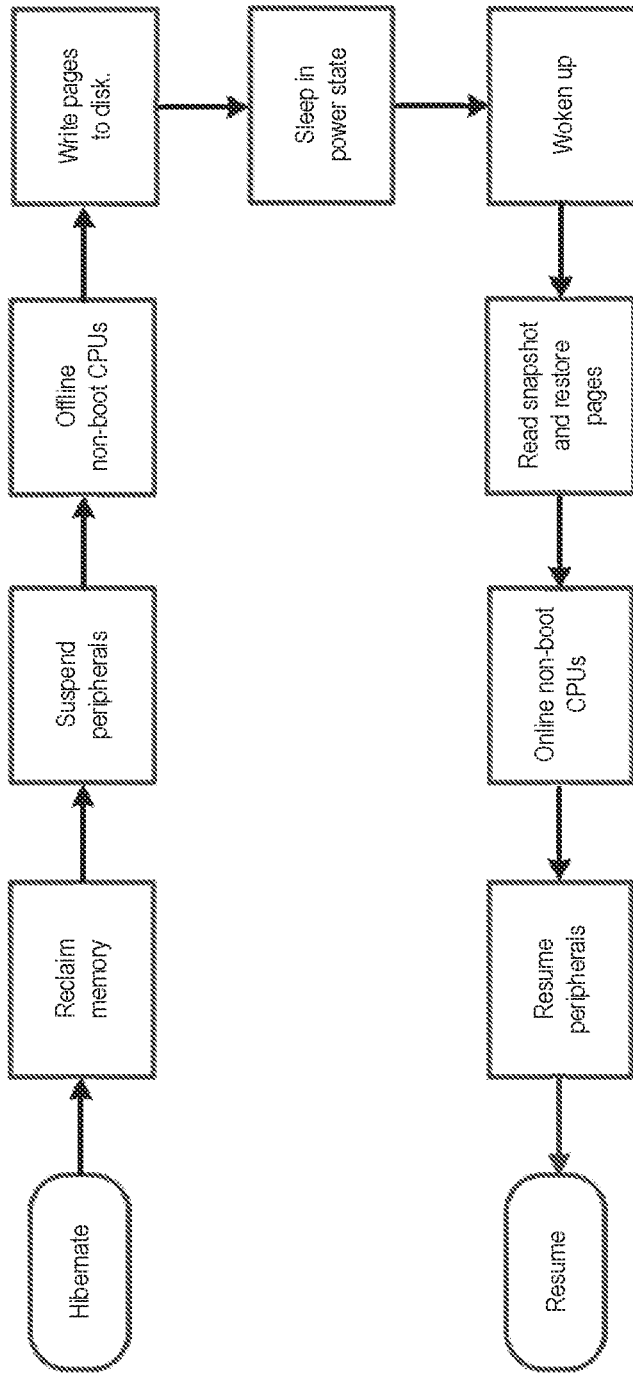 Hibernate
Reclaim
memory
Suspend
peripherals
Offline
non-boot CPUs
Write pages
to disk.
Sleep in
power state
Woken up
Read snapshot
and restore
pages
Online non-boot
CPUs
Resume
peripherals
Resume